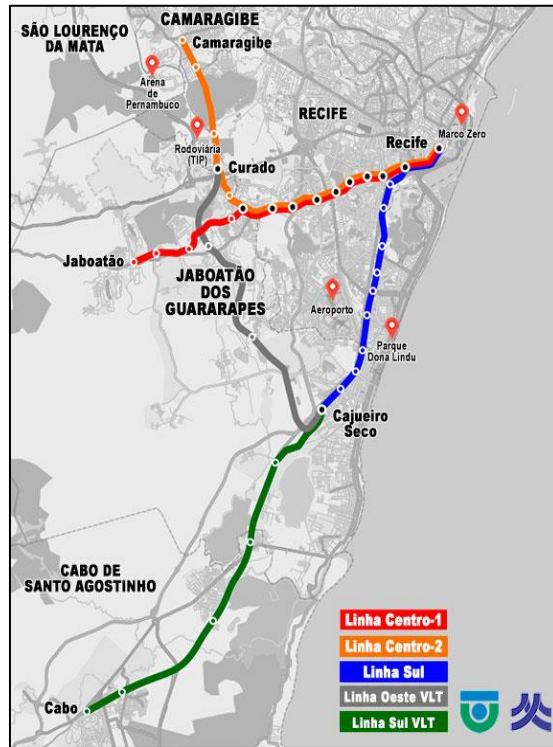 CAMARAGIBE
SÃO LOURENÇO
DA MATA
Camaragibe
Arena
de
Pernambuco
RECIFE
Marco Zero
Rodoviária
(TIP)
Recife
Curado
Jaboatão
JABOATÃO
DOS
GUARARAPES
Aeroporto
Parque
Dona Lindu
Cajueiro
Seco
CABO DE
SANTO AGOSTINHO
Cabo
Linha Centro-1
Linha Centro-2
Linha Sul
Linha Oeste VLT
Linha Sul VLT